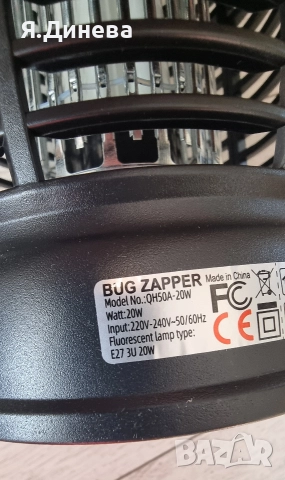 Я.Динева
BUG ZAPPER
Made in China
Model No.:QH50A-20W
Watt:20W
Input:220V-240V~50/60Hz
Fluorescent lamp type:
E27 3U 20W
FC
CE
bazar.bg